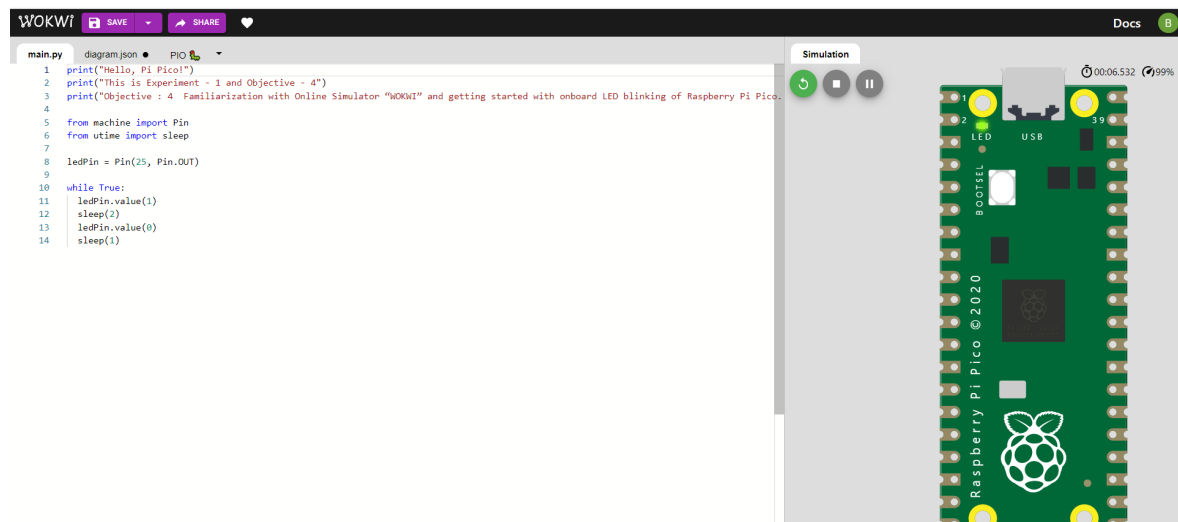 WOKWi SAVE SHARE Docs B
main.py diagram.json ● PIO
Simulation
00:06.532 99%
1 print("Hello, Pi Pico!")
2 print("This is Experiment - 1 and Objective - 4")
3 print("Objective : 4  Familiarization with Online Simulator “WOKWI” and getting started with onboard LED blinking of Raspberry Pi Pico.
4
5 from machine import Pin
6 from utime import sleep
7
8 ledPin = Pin(25, Pin.OUT)
9
10 while True:
11   ledPin.value(1)
12   sleep(2)
13   ledPin.value(0)
14   sleep(1)
1
2
39
LED USB
BOOTSEL
Raspberry Pi Pico ©2020